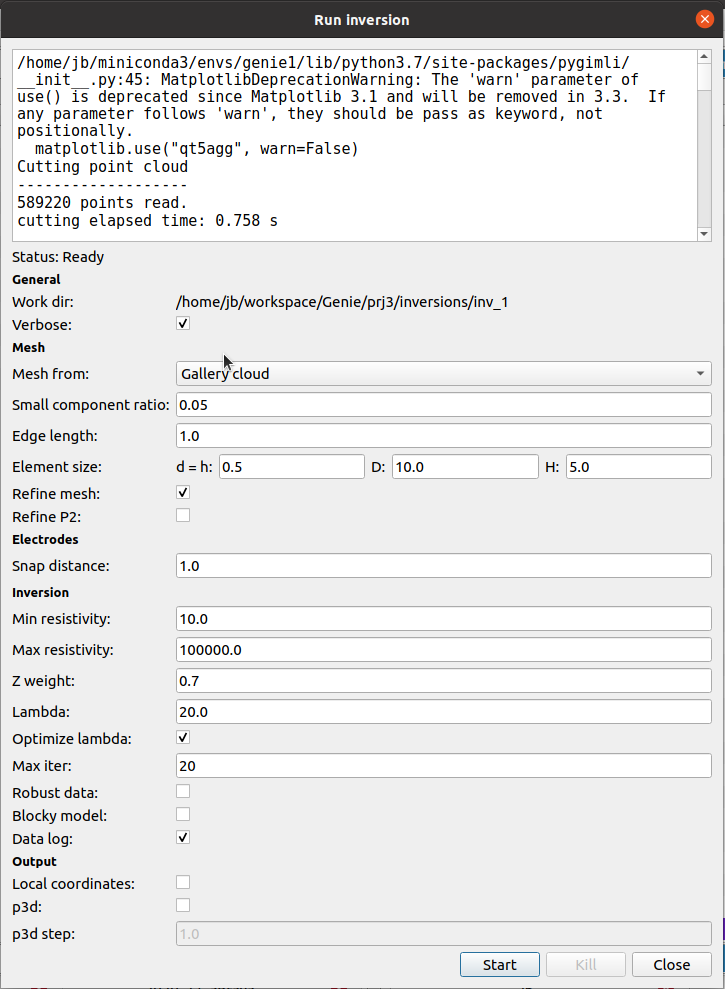 Run inversion
/home/jb/miniconda3/envs/genie1/lib/python3.7/site-packages/pygimli/
__init__.py:45: MatplotlibDeprecationWarning: The 'warn' parameter of
use() is deprecated since Matplotlib 3.1 and will be removed in 3.3.  If
any parameter follows 'warn', they should be pass as keyword, not
positionally.
  matplotlib.use("qt5agg", warn=False)
Cutting point cloud
-------------------
589220 points read.
cutting elapsed time: 0.758 s
Status: Ready
General
Work dir: /home/jb/workspace/Genie/prj3/inversions/inv_1
Verbose:
Mesh
Mesh from: Gallery cloud
Small component ratio: 0.05
Edge length: 1.0
Element size: d = h: 0.5 D: 10.0 H: 5.0
Refine mesh:
Refine P2:
Electrodes
Snap distance: 1.0
Inversion
Min resistivity: 10.0
Max resistivity: 100000.0
Z weight: 0.7
Lambda: 20.0
Optimize lambda:
Max iter: 20
Robust data:
Blocky model:
Data log:
Output
Local coordinates:
p3d:
p3d step: 1.0
Start Kill Close